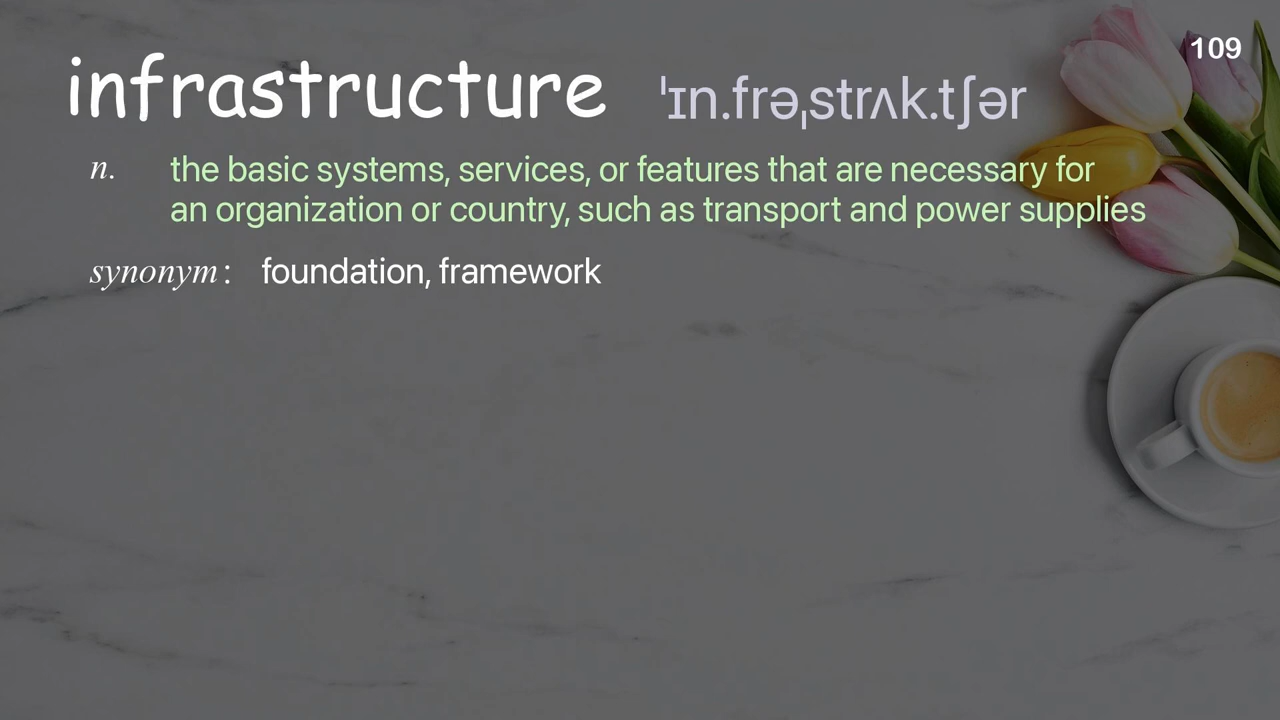 109
infrastructure ˈɪn.frəˌstrʌk.tʃər
n. the basic systems, services, or features that are necessary for
an organization or country, such as transport and power supplies
synonym: foundation, framework